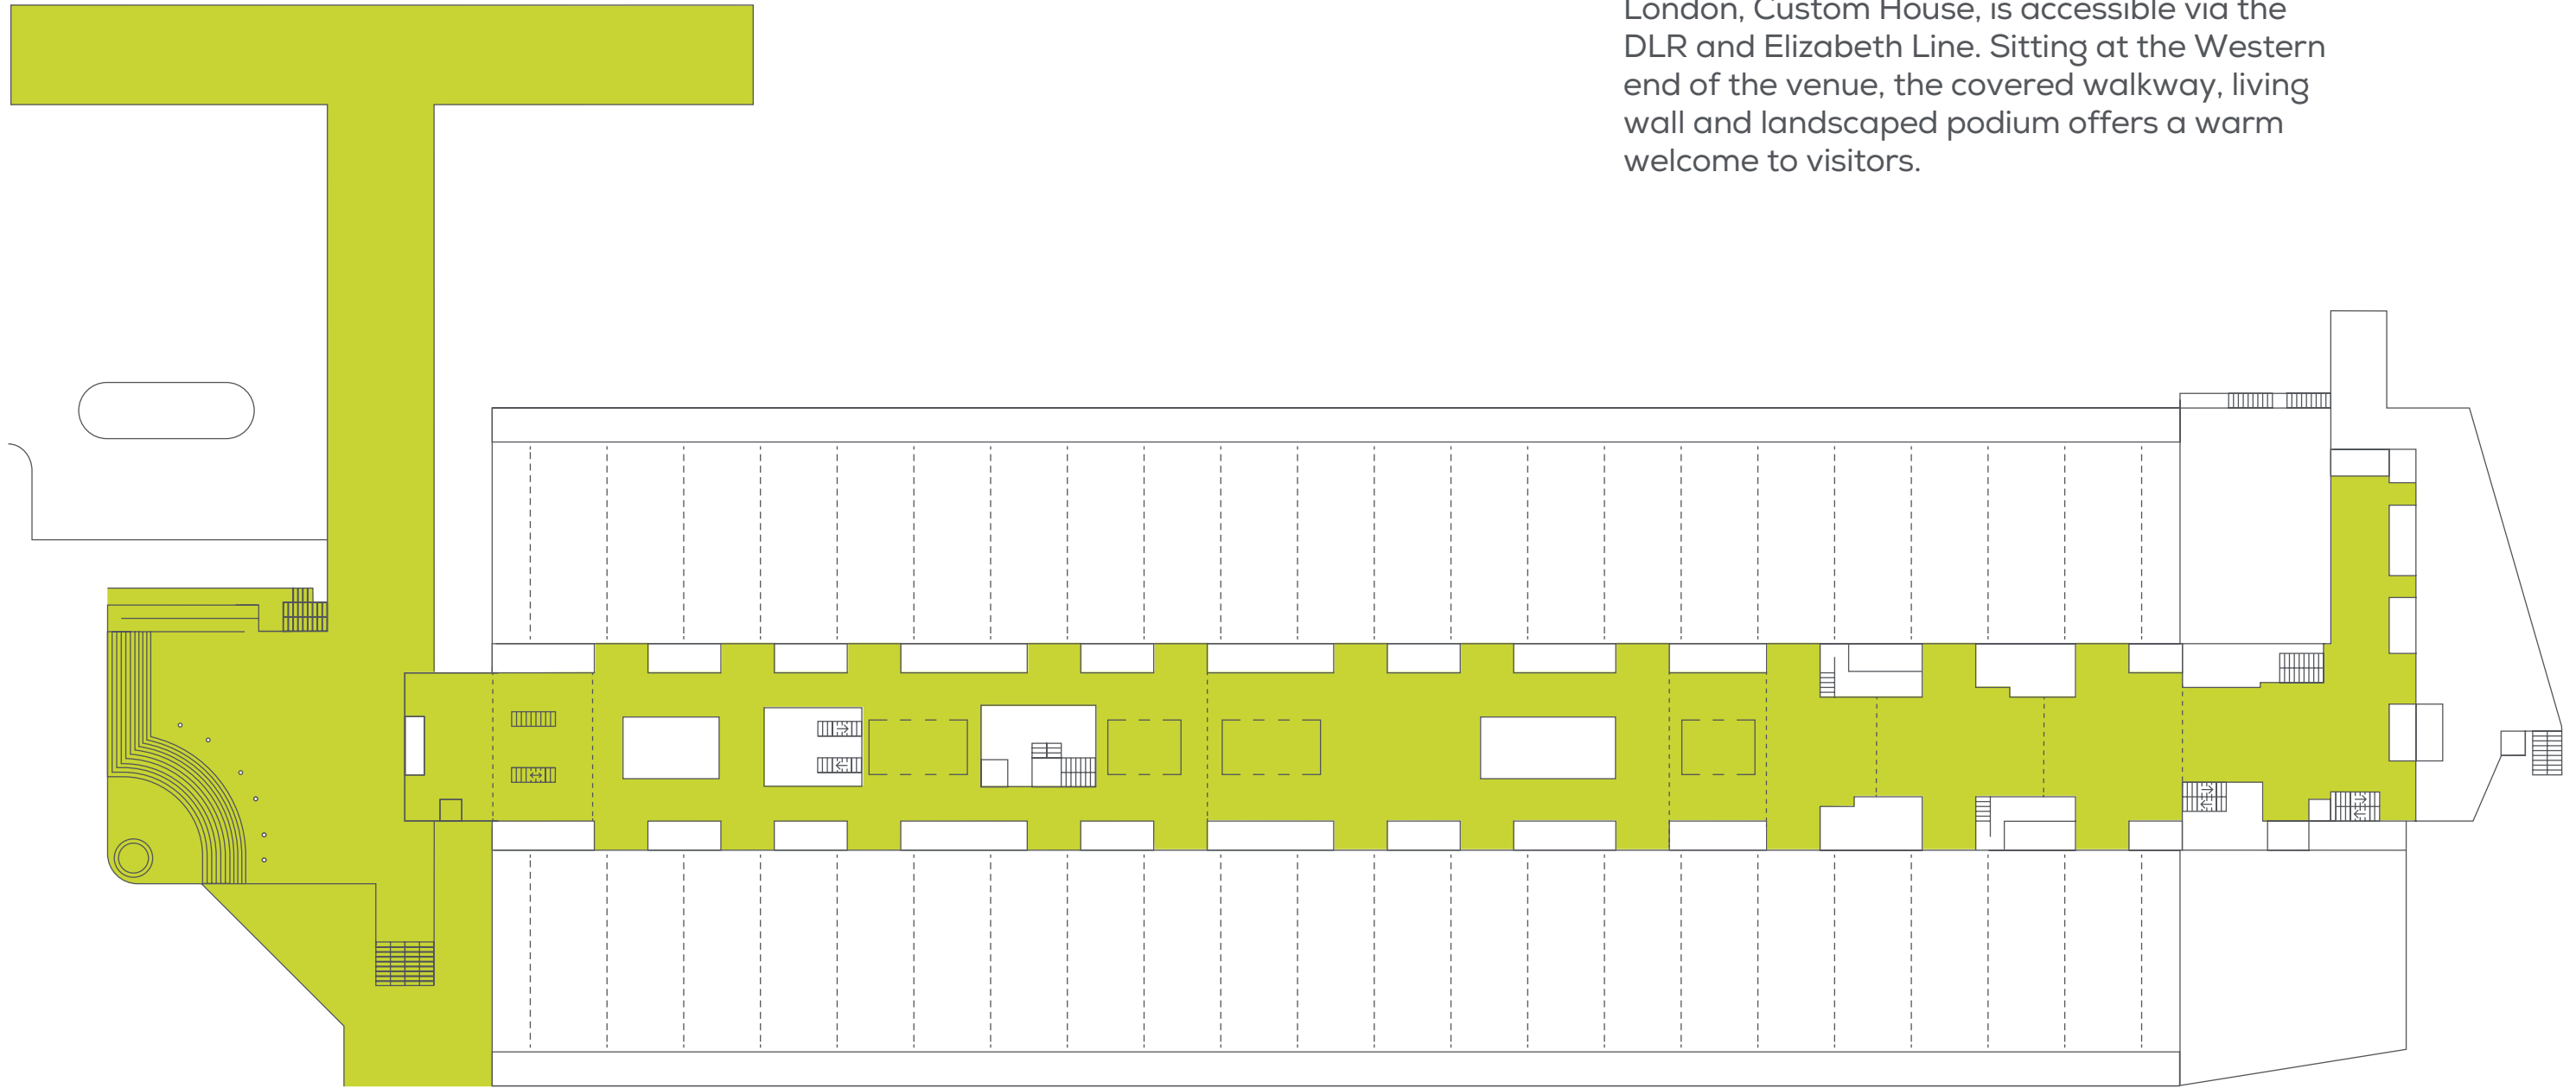 London, Custom House, is accessible via the
DLR and Elizabeth Line. Sitting at the Western
end of the venue, the covered walkway, living
wall and landscaped podium offers a warm
welcome to visitors.